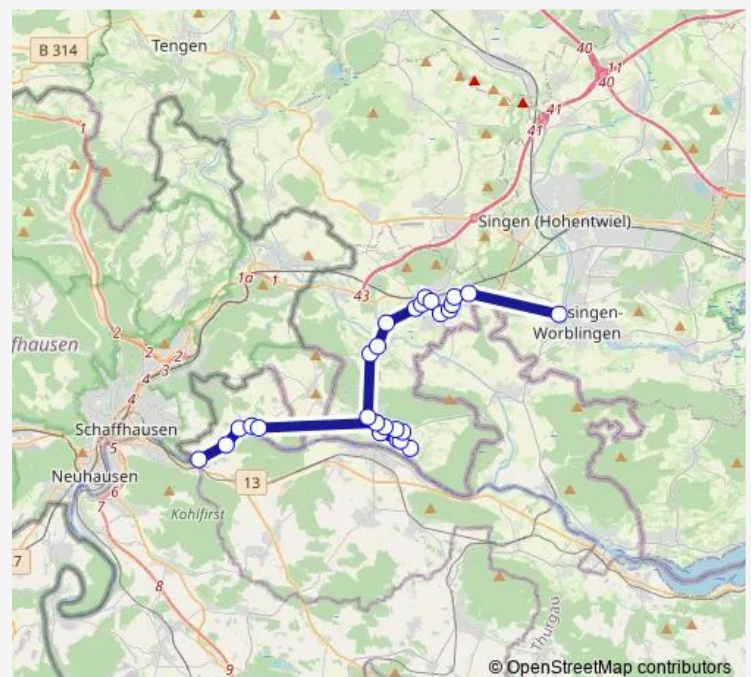 B 314
Tengen
40
11
40
41
41
1
Singen (Hohentwiel)
1a
1
43
singen-
Worblingen
2
2
2
fhausen
3
4
4
Schaffhausen
5
Neuhausen
6
7
13
Kohlfirst
7
8
9
Thurgau
© OpenStreetMap contributors